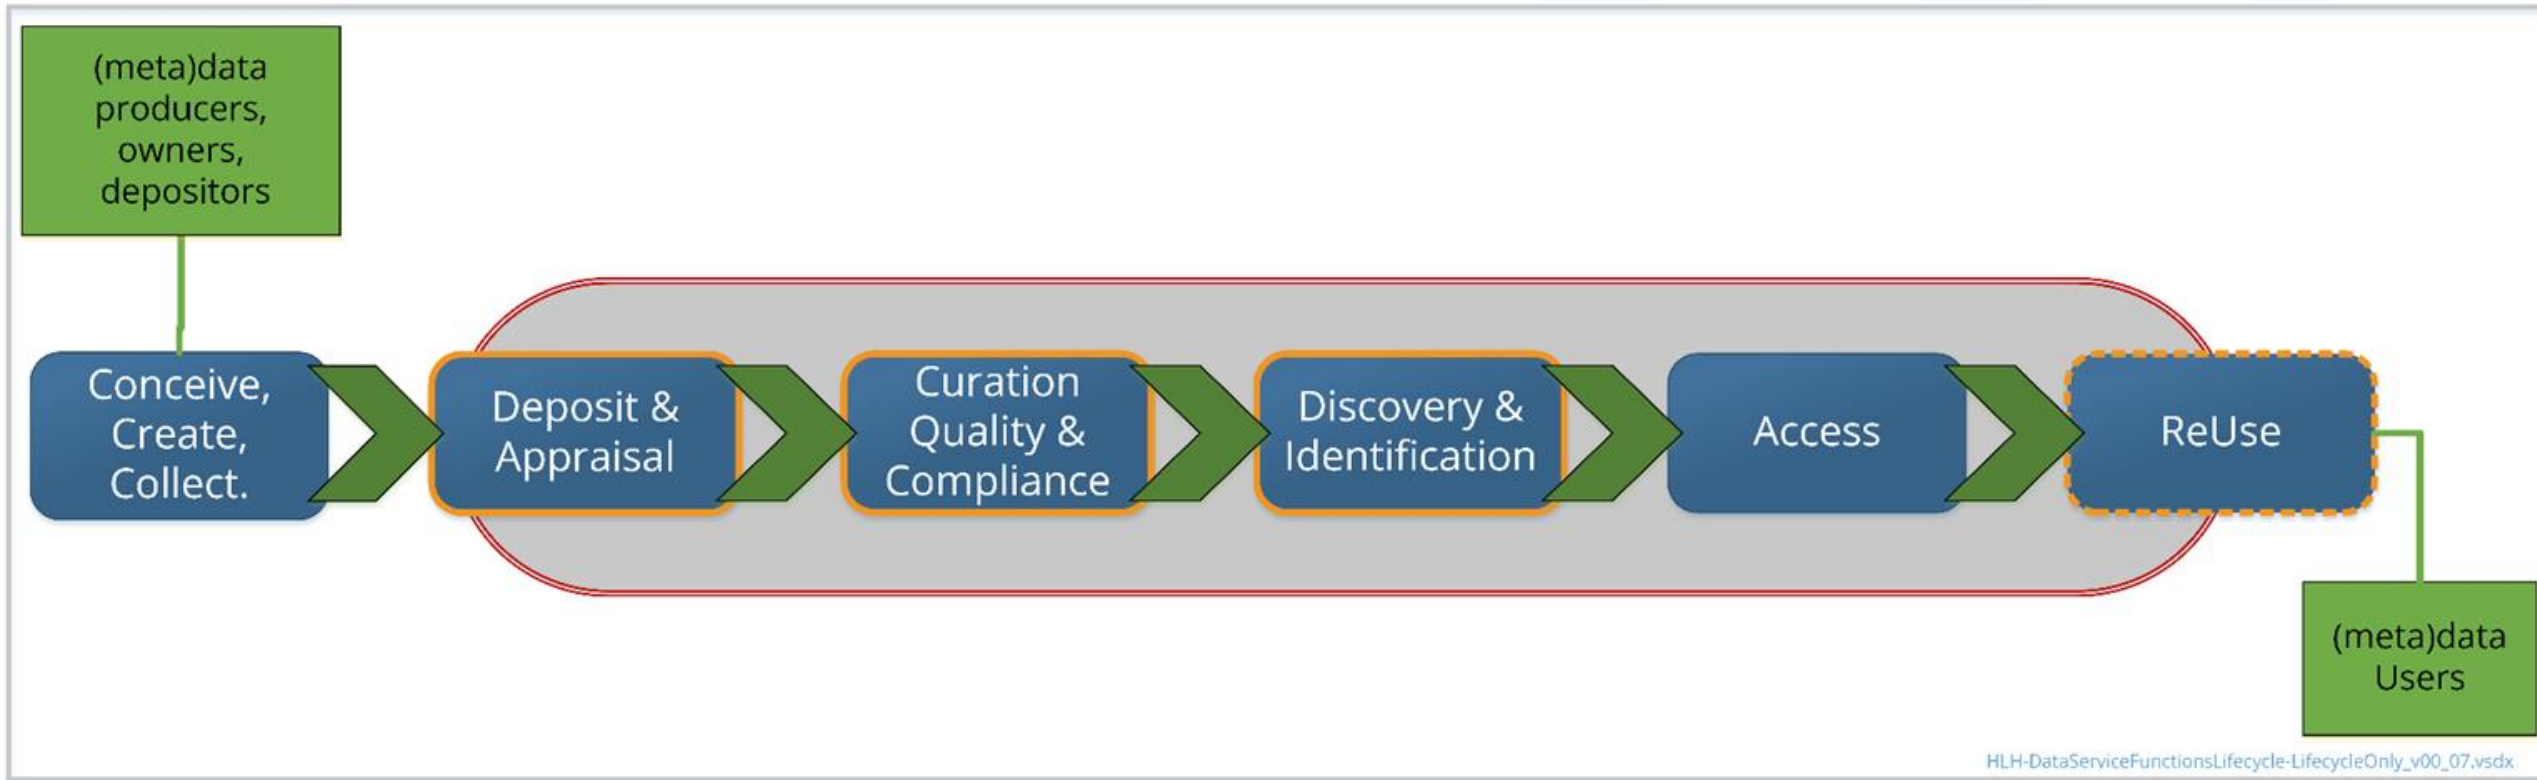 (meta)data
producers,
owners,
depositors
Conceive,
Create,
Collect.
Deposit &
Appraisal
Curation
Quality &
Compliance
Discovery &
Identification
Access
ReUse
(meta)data
Users
HLH-DataServiceFunctionsLifecycle-LifecycleOnly_v00_07.vsdx